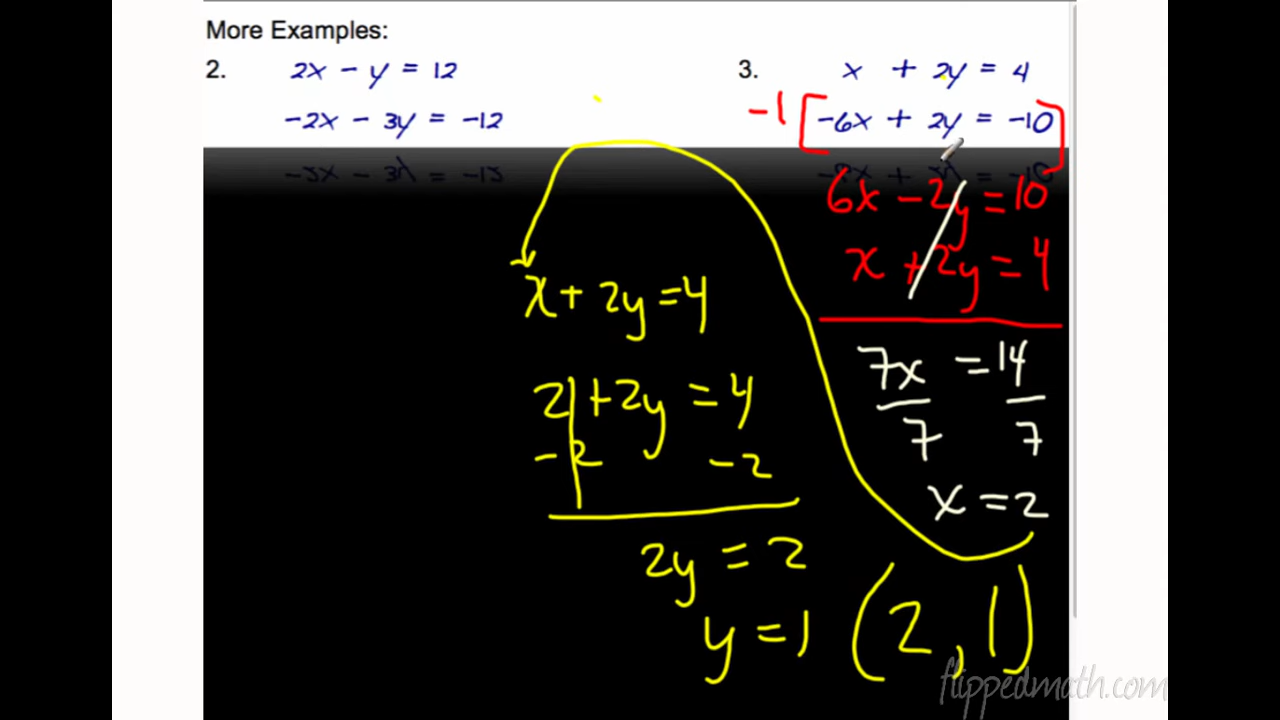 More Examples:
2. 2x - y = 12
-2x - 3y = -12
3. x + 2y = 4
-1 [-6x + 2y = -10]
6x - 2y = 10
x + 2y = 4
7x = 14
7 7
x = 2
x + 2y = 4
2 + 2y = 4
-2 -2
2y = 2
y = 1
(2, 1)
flippedmath.com